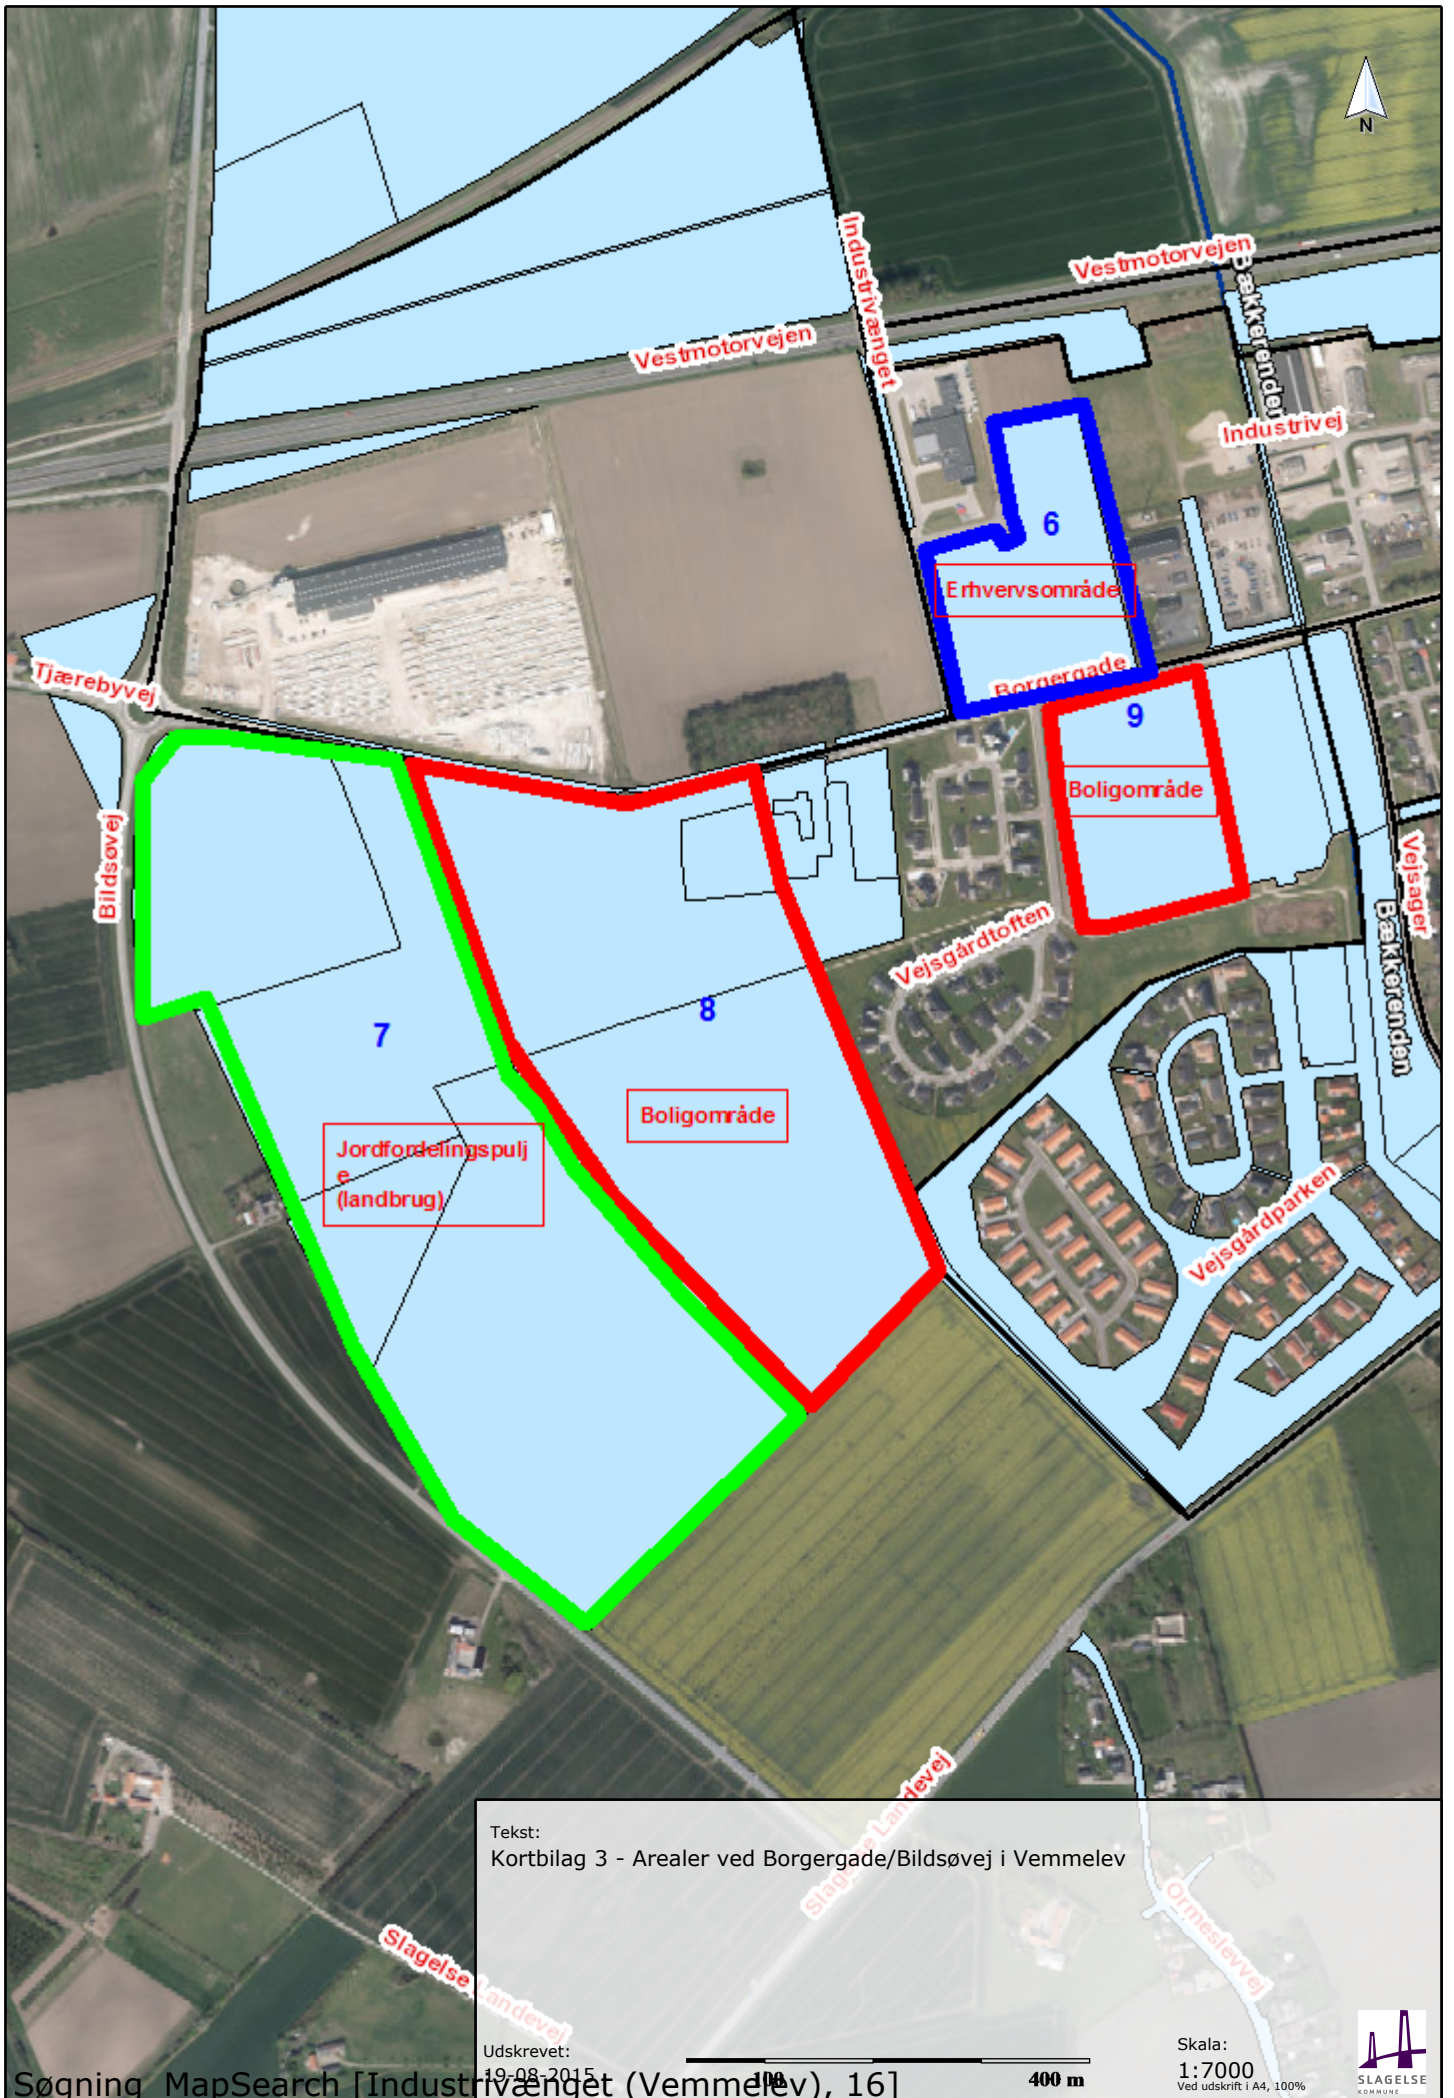 N
Industrivænget
Vestmotorvejen
Bækkerenden
Vestmotorvejen
Industrivej
6
Erhvervsområde
Tjærebyvej
Borgergade
9
Boligområde
Bildsøvej
Vejsager
Vejsgårdtoften
Bækkerenden
8
7
Boligområde
Jordfordelingspulj
e
(landbrug)
Vejsgårdparken
Slagelse Landevej
Tekst:
Kortbilag 3 - Arealer ved Borgergade/Bildsøvej i Vemmelev
Ormeslevvej
Slagelse Landevej
Udskrevet:
19-08-2015
100
400 m
Skala:
1:7000
Ved udskrift i A4, 100%
SLAGELSE
KOMMUNE
Søgning MapSearch [Industrivænget (Vemmelev), 16]